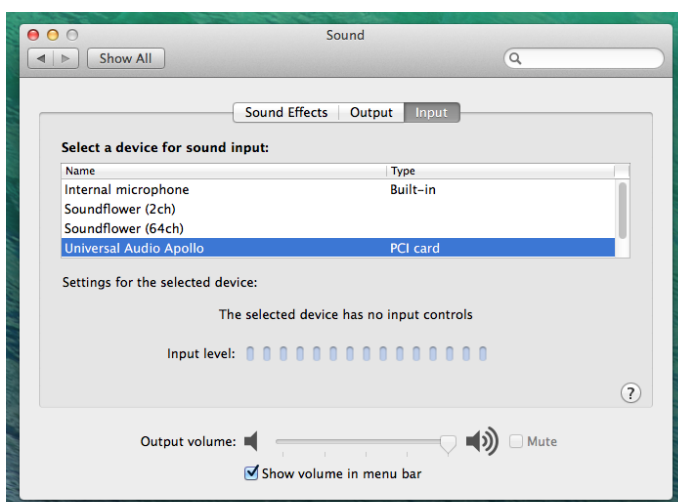 Sound
Show All
Sound Effects Output Input
Select a device for sound input:
Name Type
Internal microphone Built-in
Soundflower (2ch)
Soundflower (64ch)
Universal Audio Apollo PCI card
Settings for the selected device:
The selected device has no input controls
Input level:
?
Output volume: Mute
Show volume in menu bar